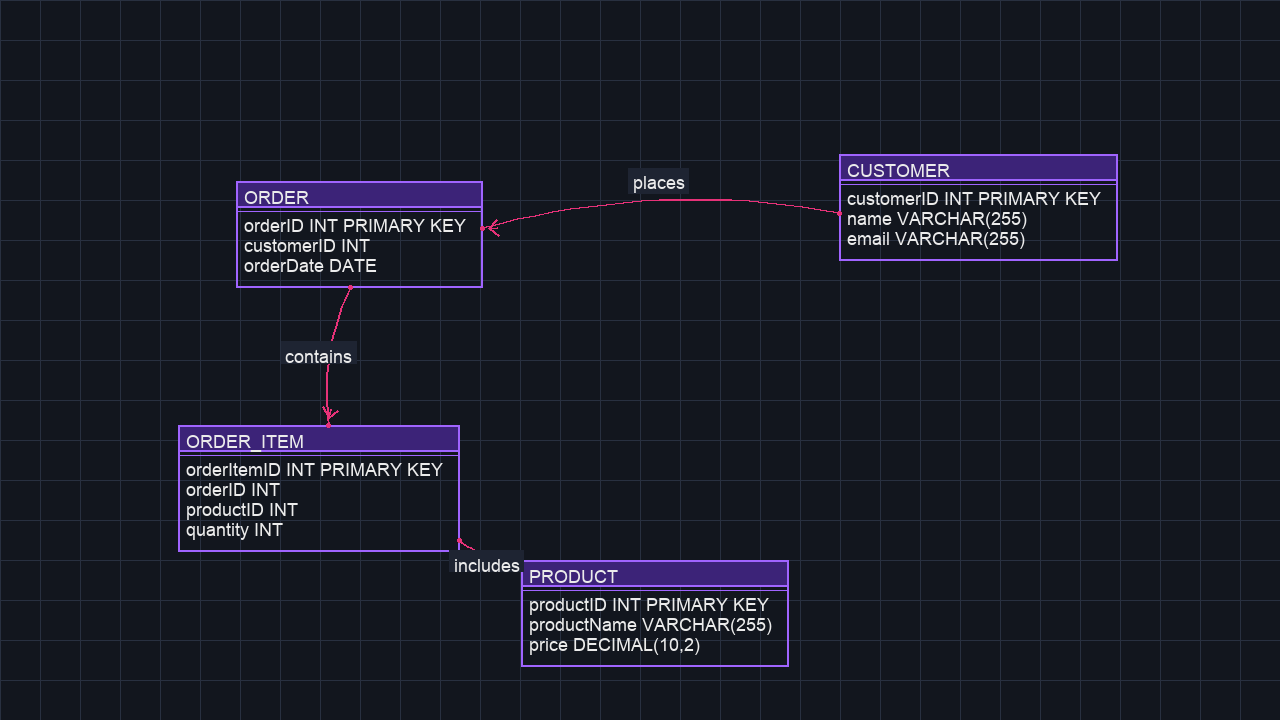 ORDER
orderID INT PRIMARY KEY
customerID INT
orderDate DATE
places
CUSTOMER
customerID INT PRIMARY KEY
name VARCHAR(255)
email VARCHAR(255)
contains
ORDER_ITEM
orderItemID INT PRIMARY KEY
orderID INT
productID INT
quantity INT
includes
PRODUCT
productID INT PRIMARY KEY
productName VARCHAR(255)
price DECIMAL(10,2)